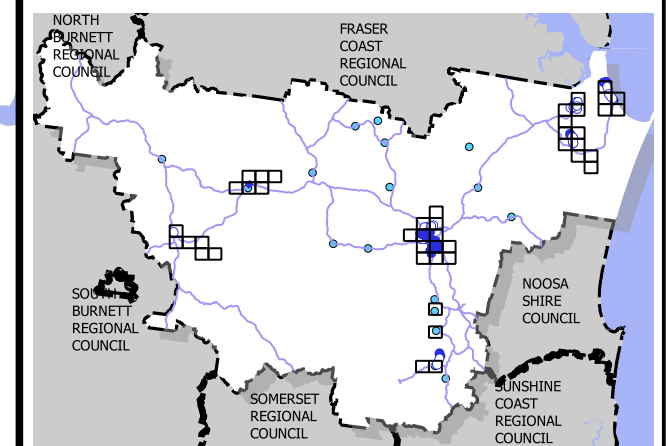 NORTH
BURNETT
REGIONAL
COUNCIL
FRASER
COAST
REGIONAL
COUNCIL
SOUTH
BURNETT
REGIONAL
COUNCIL
NOOSA
SHIRE
COUNCIL
SOMERSET
REGIONAL
COUNCIL
SUNSHINE
COAST
REGIONAL
COUNCIL